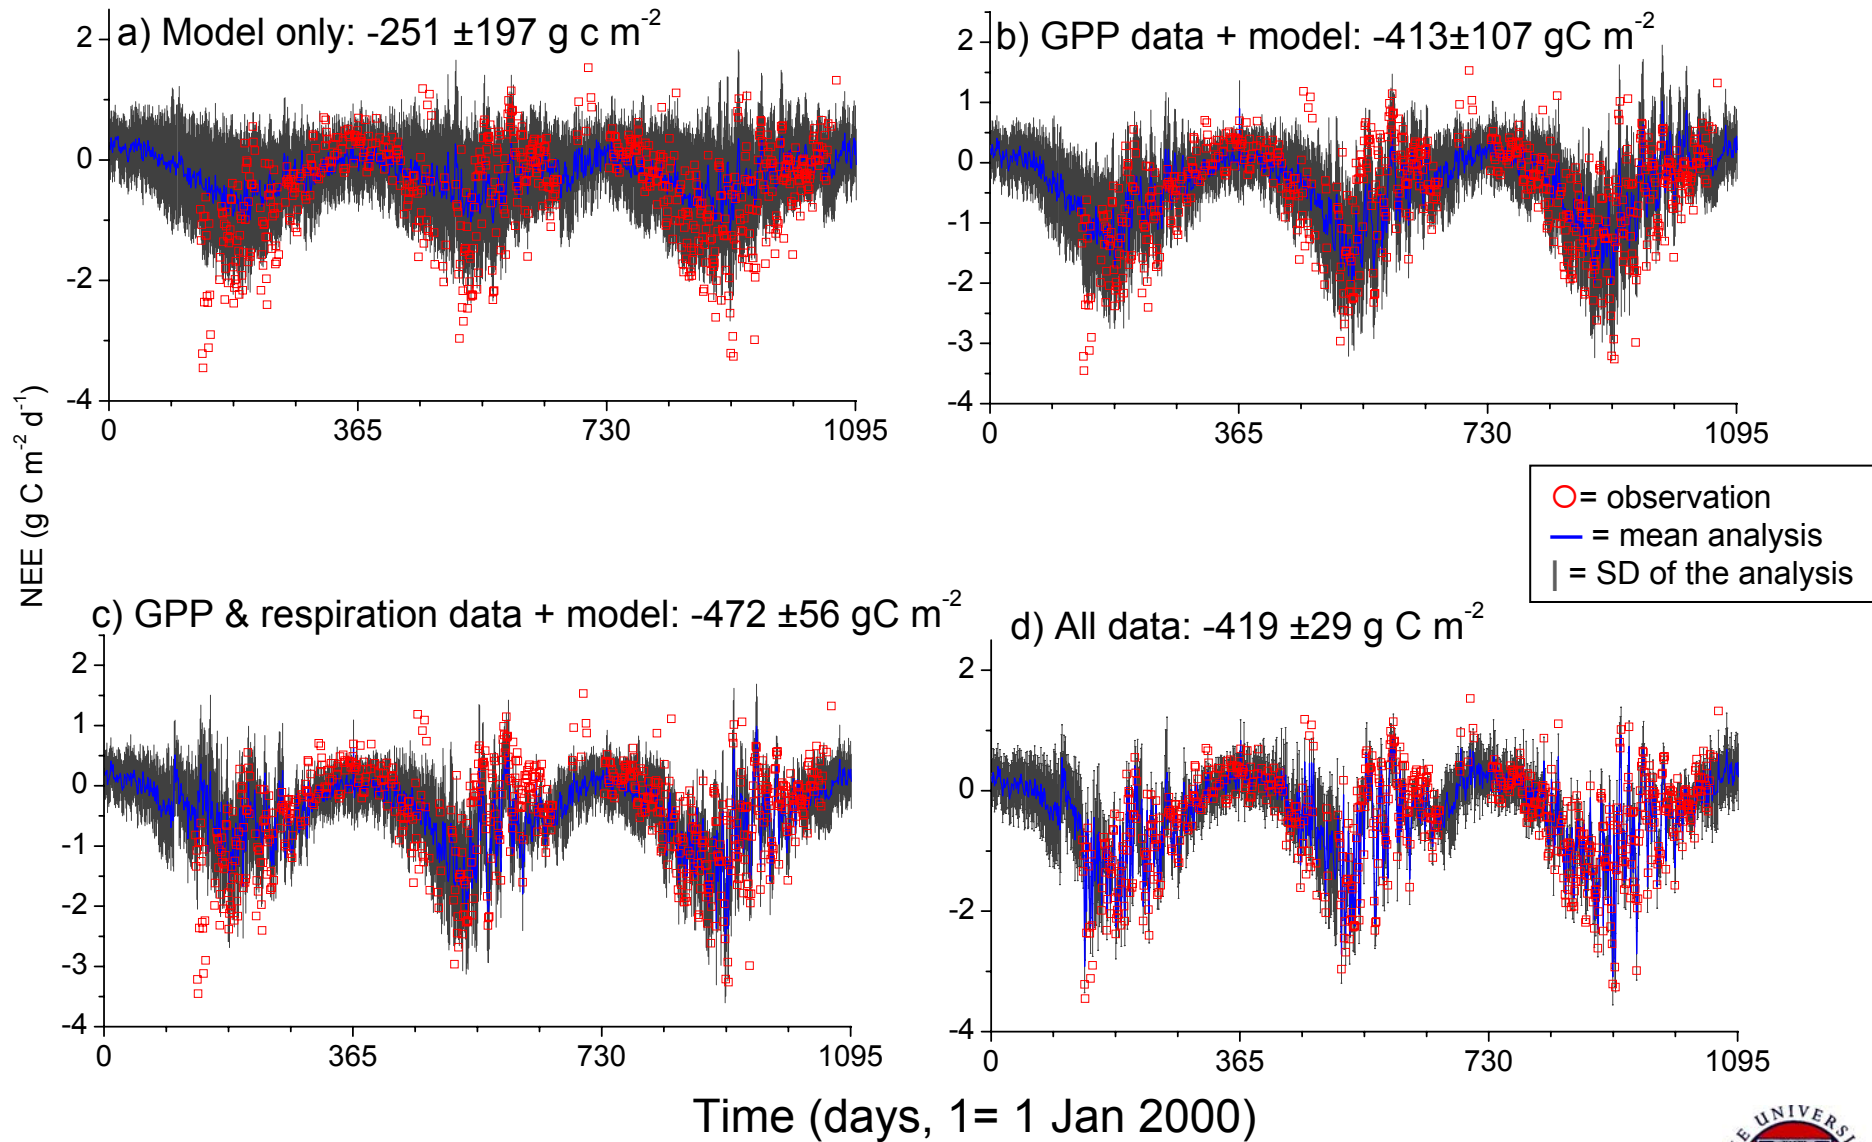 a) Model only: -251 ±197 g c m-2
2
0
-2
-4
0 365 730 1095
b) GPP data + model: -413±107 gC m-2
2
1
0
-1
-2
-3
-4
0 365 730 1095
NEE (g C m-2 d-1)
= observation
= mean analysis
= SD of the analysis
c) GPP & respiration data + model: -472 ±56 gC m-2
2
1
0
-1
-2
-3
-4
0 365 730 1095
d) All data: -419 ±29 g C m-2
2
0
-2
-4
0 365 730 1095
Time (days, 1= 1 Jan 2000)